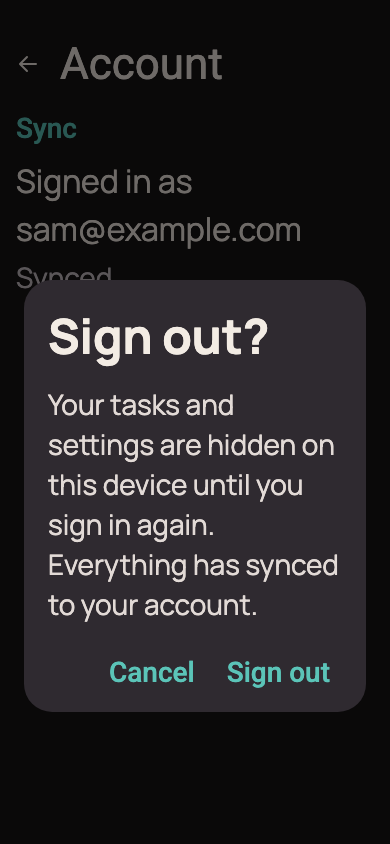 Account
Sync
Signed in as
sam@example.com
Synced
Sign out?
Your tasks and
settings are hidden on
this device until you
sign in again.
Everything has synced
to your account.
Cancel Sign out